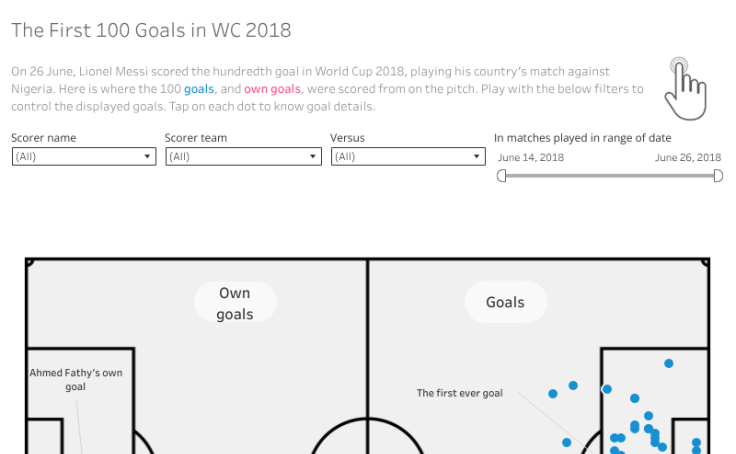 The First 100 Goals in WC 2018
On 26 June, Lionel Messi scored the hundredth goal in World Cup 2018, playing his country's match against
Nigeria. Here is where the 100 goals, and own goals, were scored from on the pitch. Play with the below filters to
control the displayed goals. Tap on each dot to know goal details.
Scorer name
Scorer team
Versus
In matches played in range of date
(All)
(All)
(All)
June 14, 2018
June 26, 2018
Own
goals
Goals
Ahmed Fathy's own
goal
The first ever goal